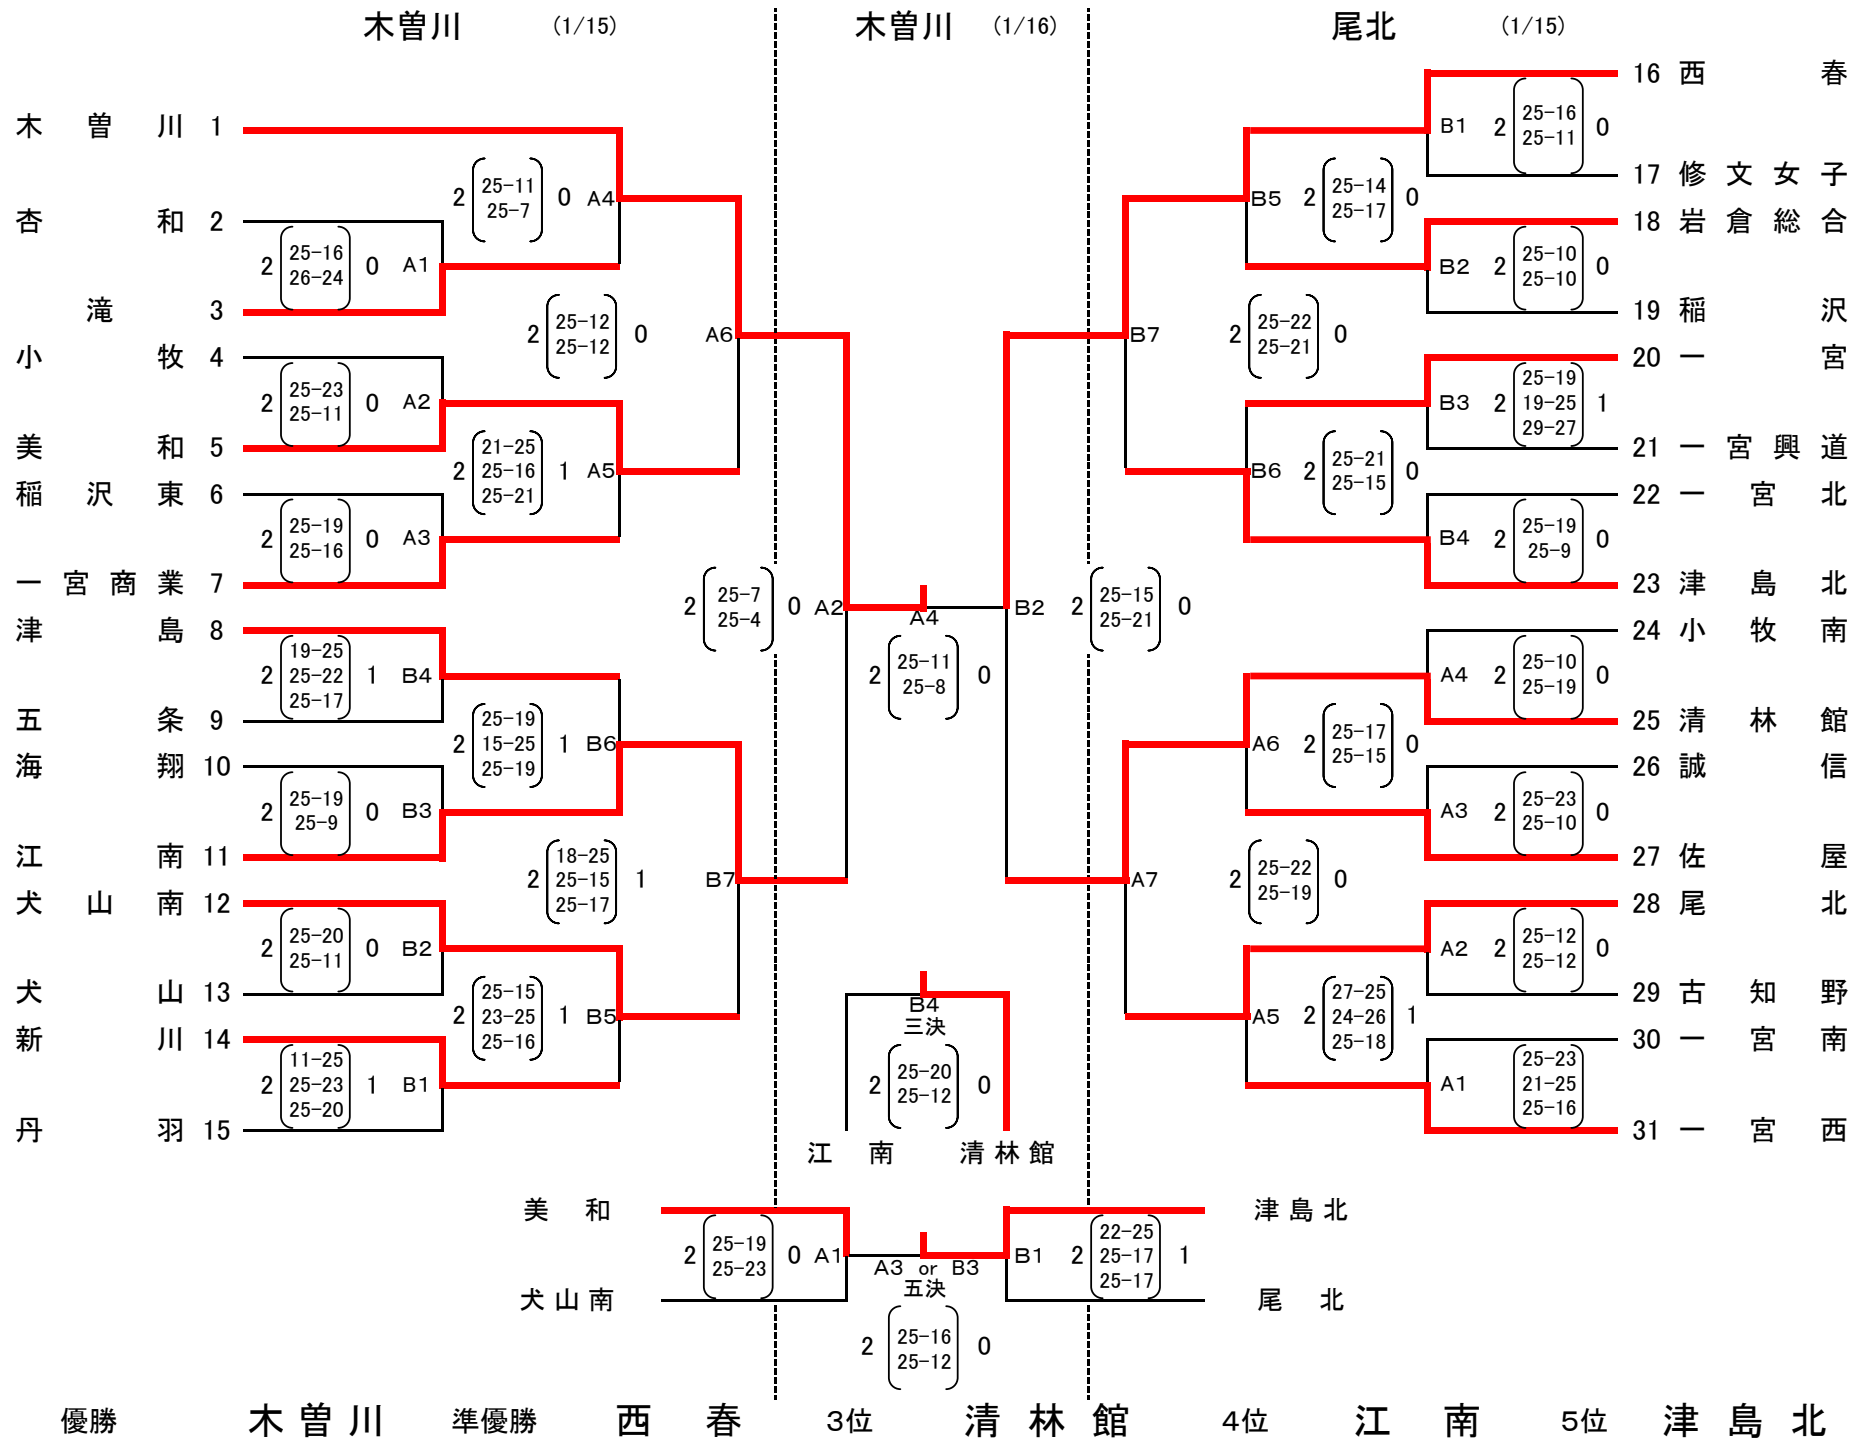 木曽川 (1/15) 木曽川 (1/16) 尾北 (1/15)
木曽川 1
杏和 2
滝 3
小牧 4
美和 5
稲沢東 6
一宮商業 7
津島 8
五条 9
海翔 10
江南 11
犬山南 12
犬山 13
新川 14
丹羽 15
2 25-16 0 A1
26-24
2 25-23 0 A2
25-11
2 25-19 0 A3
25-16
2 19-25 1 B4
25-22
25-17
2 25-19 0 B3
25-9
2 25-20 0 B2
25-11
2 11-25 1 B1
25-23
25-20
2 25-11 0 A4
25-7
2 21-25 1 A5
25-16
25-21
2 25-19 1 B6
15-25
25-19
2 25-15 1 B5
23-25
25-16
2 25-12 0 A6
25-12
2 18-25 1 B7
25-15
25-17
2 25-7 0 A2
25-4
A4
2 25-11 0
25-8
B2 2 25-15 0
25-21
B4
三決
2 25-20 0
25-12
江南 清林館
B7 2 25-22 0
25-21
A7 2 25-22 0
25-19
B5 2 25-14 0
25-17
B6 2 25-21 0
25-15
A6 2 25-17 0
25-15
A5 2 27-25 1
24-26
25-18
B1 2 25-16 0
25-11
B2 2 25-10 0
25-10
B3 2 25-19 1
19-25
29-27
B4 2 25-19 0
25-9
A4 2 25-10 0
25-19
A3 2 25-23 0
25-10
A2 2 25-12 0
25-12
A1 25-23
21-25
25-16
16 西春
17 修文女子
18 岩倉総合
19 稲沢
20 一宮
21 一宮興道
22 一宮北
23 津島北
24 小牧南
25 清林館
26 誠信
27 佐屋
28 尾北
29 古知野
30 一宮南
31 一宮西
美和 津島北
2 25-19 0 A1
25-23
A3 or B3
五決
B1 2 22-25 1
25-17
25-17
犬山南 尾北
2 25-16 0
25-12
優勝 木曽川 準優勝 西春 3位 清林館 4位 江南 5位 津島北